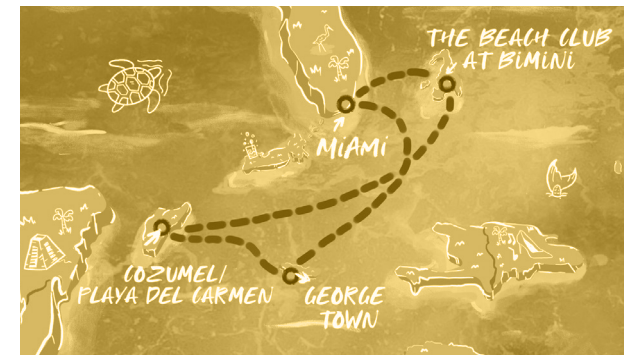 THE BEACH CLUB
AT BIMINI
MIAMI
COZUMEL/
PLAYA DEL CARMEN
GEORGE
TOWN